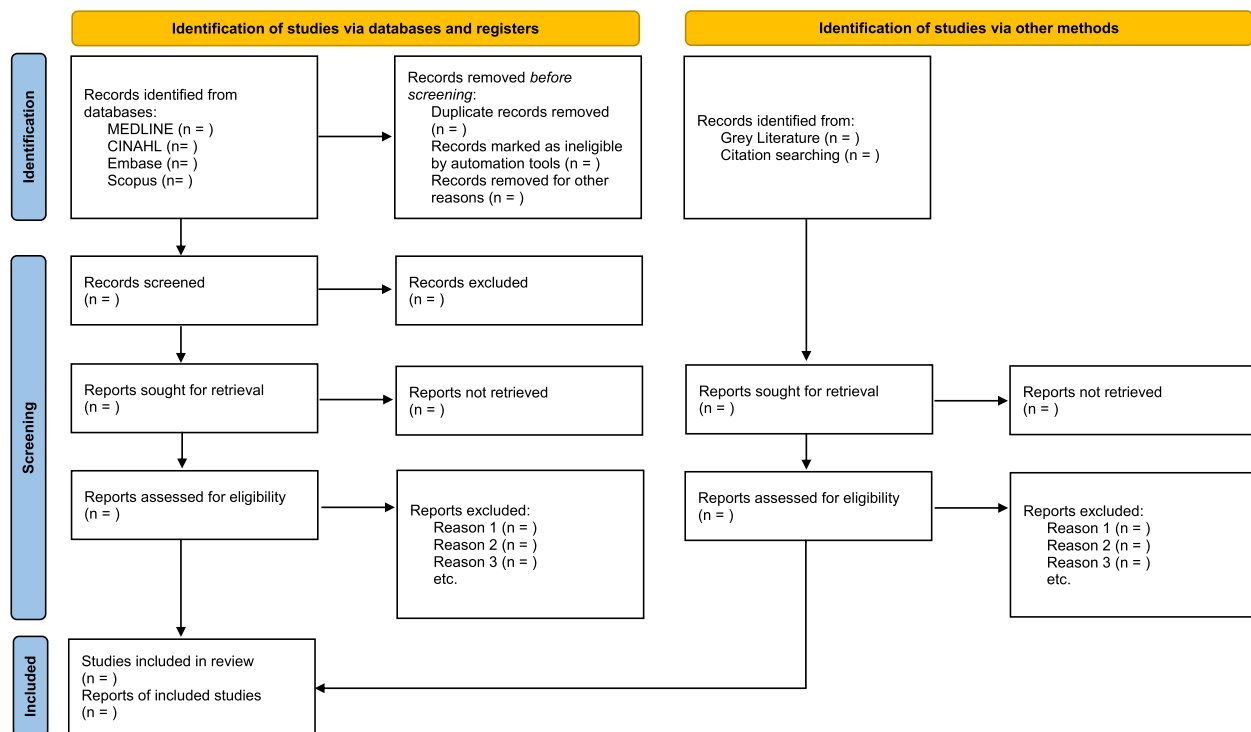 Identification of studies via databases and registers
Identification of studies via other methods
Identification
Records identified from
databases:
MEDLINE (n = )
CINAHL (n= )
Embase (n= )
Scopus (n= )
Records removed before
screening:
Duplicate records removed
(n = )
Records marked as ineligible
by automation tools (n = )
Records removed for other
reasons (n = )
Records identified from:
Grey Literature (n = )
Citation searching (n = )
Screening
Records screened
(n = )
Records excluded
(n = )
Reports sought for retrieval
(n = )
Reports not retrieved
(n = )
Reports sought for retrieval
(n = )
Reports not retrieved
(n = )
Reports assessed for eligibility
(n = )
Reports excluded:
Reason 1 (n = )
Reason 2 (n = )
Reason 3 (n = )
etc.
Reports assessed for eligibility
(n = )
Reports excluded:
Reason 1 (n = )
Reason 2 (n = )
Reason 3 (n = )
etc.
Included
Studies included in review
(n = )
Reports of included studies
(n = )